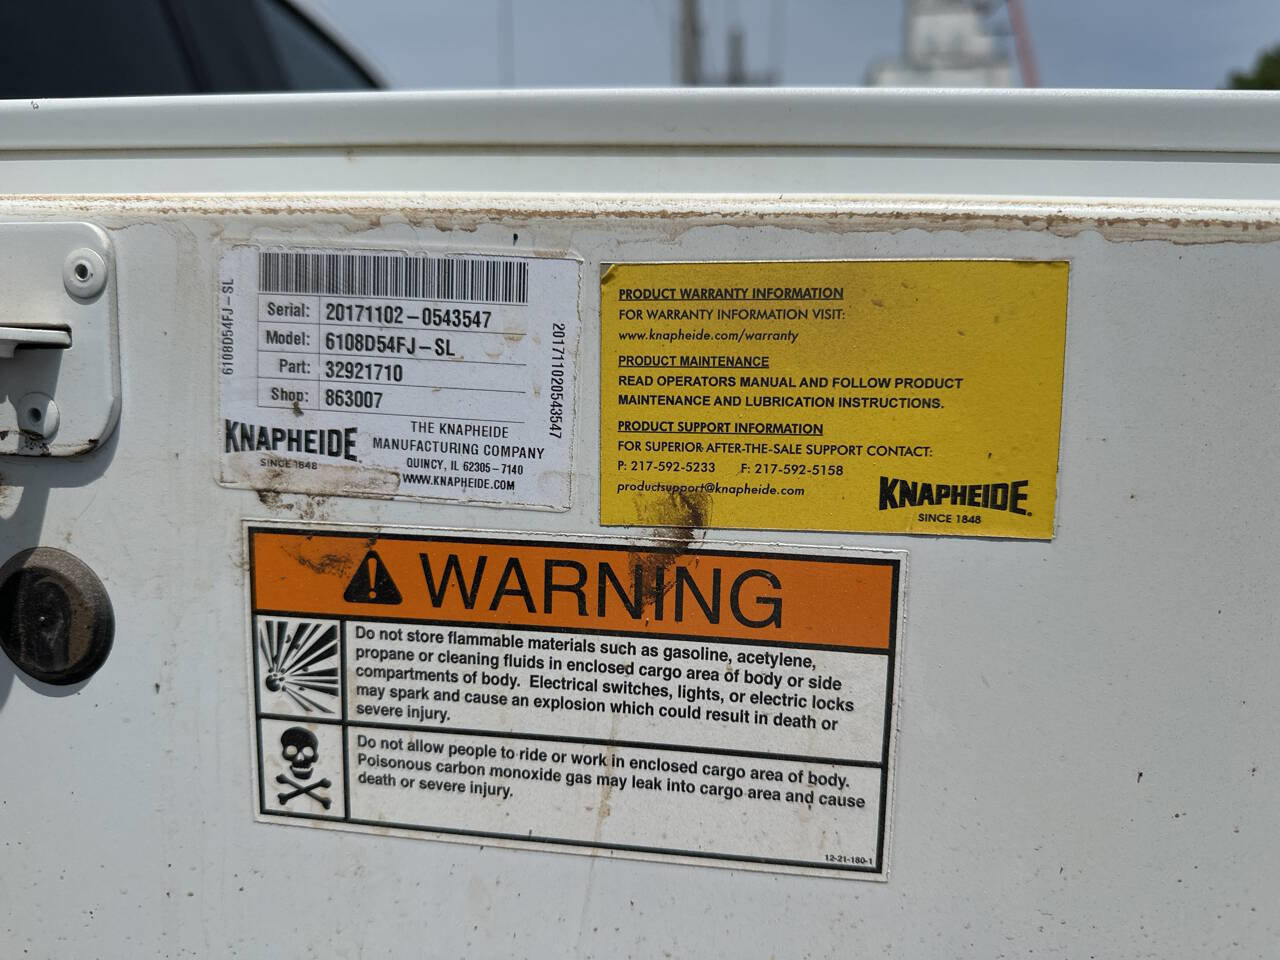 6108D54FJ-SL
Serial: 20171102-0543547
Model: 6108D54FJ-SL
Part: 32921710
Shop: 863007
201711020543547
KNAPHEIDE
SINCE 1848
THE KNAPHEIDE
MANUFACTURING COMPANY
QUINCY, IL 62305-7140
WWW.KNAPHEIDE.COM
PRODUCT WARRANTY INFORMATION
FOR WARRANTY INFORMATION VISIT:
www.knapheide.com/warranty
PRODUCT MAINTENANCE
READ OPERATORS MANUAL AND FOLLOW PRODUCT
MAINTENANCE AND LUBRICATION INSTRUCTIONS.
PRODUCT SUPPORT INFORMATION
FOR SUPERIOR AFTER-THE-SALE SUPPORT CONTACT:
P: 217-592-5233 F: 217-592-5158
productsupport@knapheide.com
KNAPHEIDE.
SINCE 1848
WARNING
Do not store flammable materials such as gasoline, acetylene,
propane or cleaning fluids in enclosed cargo area of body or side
compartments of body. Electrical switches, lights, or electric locks
may spark and cause an explosion which could result in death or
severe injury.
Do not allow people to ride or work in enclosed cargo area of body.
Poisonous carbon monoxide gas may leak into cargo area and cause
death or severe injury.
12-21-180-1